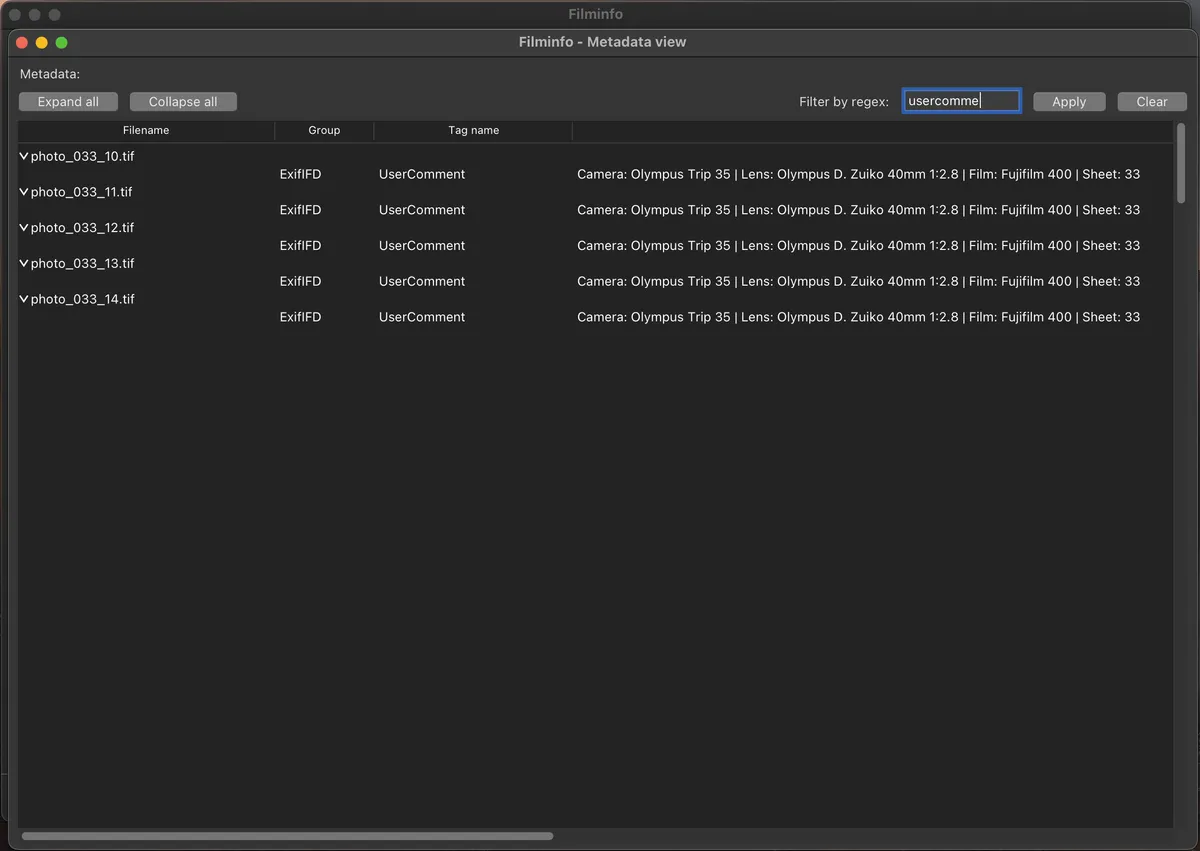 Filminfo
Filminfo - Metadata view
Metadata:
Expand all Collapse all Filter by regex: usercomme Apply Clear
Filename Group Tag name
photo_033_10.tif
ExifIFD UserComment Camera: Olympus Trip 35 | Lens: Olympus D. Zuiko 40mm 1:2.8 | Film: Fujifilm 400 | Sheet: 33
photo_033_11.tif
ExifIFD UserComment Camera: Olympus Trip 35 | Lens: Olympus D. Zuiko 40mm 1:2.8 | Film: Fujifilm 400 | Sheet: 33
photo_033_12.tif
ExifIFD UserComment Camera: Olympus Trip 35 | Lens: Olympus D. Zuiko 40mm 1:2.8 | Film: Fujifilm 400 | Sheet: 33
photo_033_13.tif
ExifIFD UserComment Camera: Olympus Trip 35 | Lens: Olympus D. Zuiko 40mm 1:2.8 | Film: Fujifilm 400 | Sheet: 33
photo_033_14.tif
ExifIFD UserComment Camera: Olympus Trip 35 | Lens: Olympus D. Zuiko 40mm 1:2.8 | Film: Fujifilm 400 | Sheet: 33